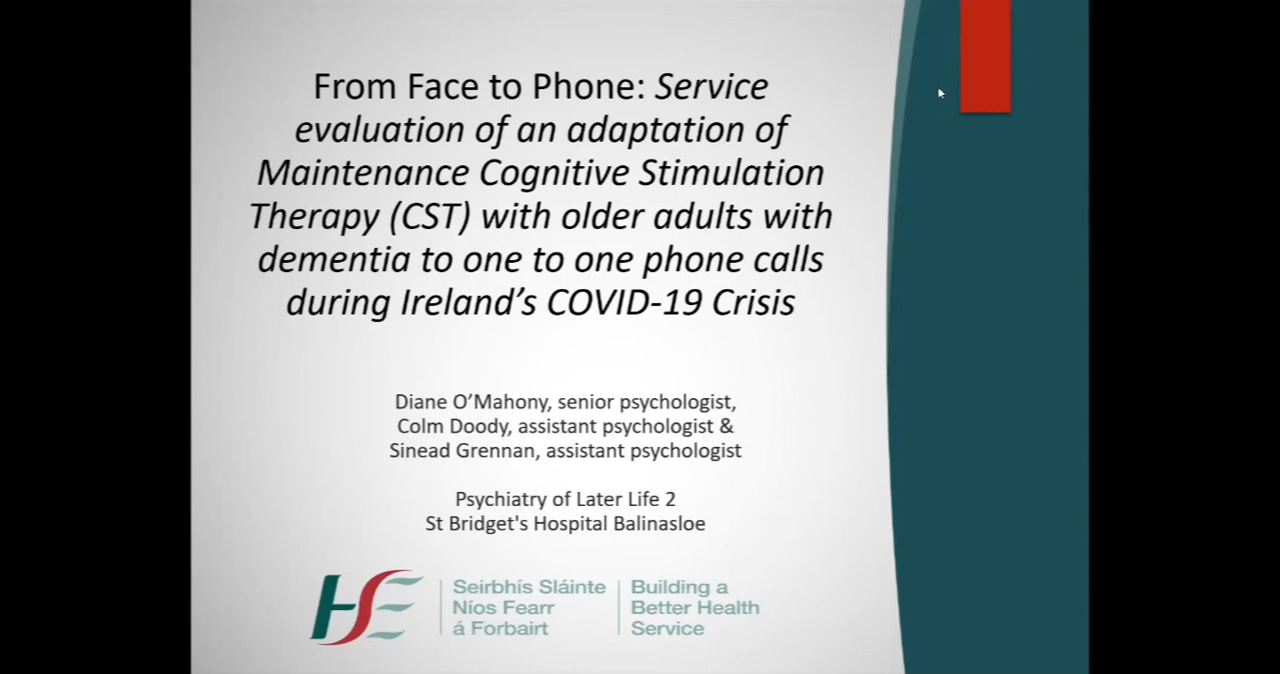 From Face to Phone: Service
evaluation of an adaptation of
Maintenance Cognitive Stimulation
Therapy (CST) with older adults with
dementia to one to one phone calls
during Ireland’s COVID-19 Crisis
Diane O’Mahony, senior psychologist,
Colm Doody, assistant psychologist &
Sinead Grennan, assistant psychologist
Psychiatry of Later Life 2
St Bridget's Hospital Balinasloe
HSE
Seirbhís Sláinte
Níos Fearr
á Forbairt
Building a
Better Health
Service